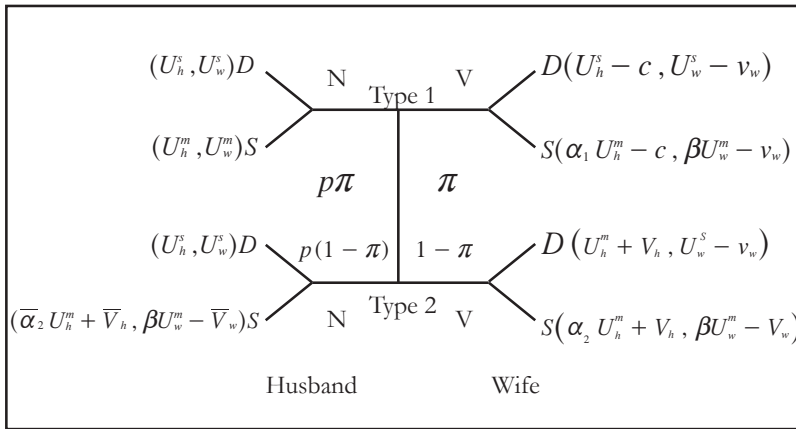 (U_h^s, U_w^s)D N V D(U_h^s − c, U_w^s − v_w)
Type 1
(U_h^m, U_w^m)S S(α_1 U_h^m − c, βU_w^m − v_w)
pπ π
(U_h^s, U_w^s)D p(1 − π) 1 − π D(U_h^m + V_h, U_w^S − v_w)
(ᾱ_2 U_h^m + V̄_h, βU_w^m − V̄_w)S N Type 2 V S(α_2 U_h^m + V_h, βU_w^m − V_w)
Husband Wife